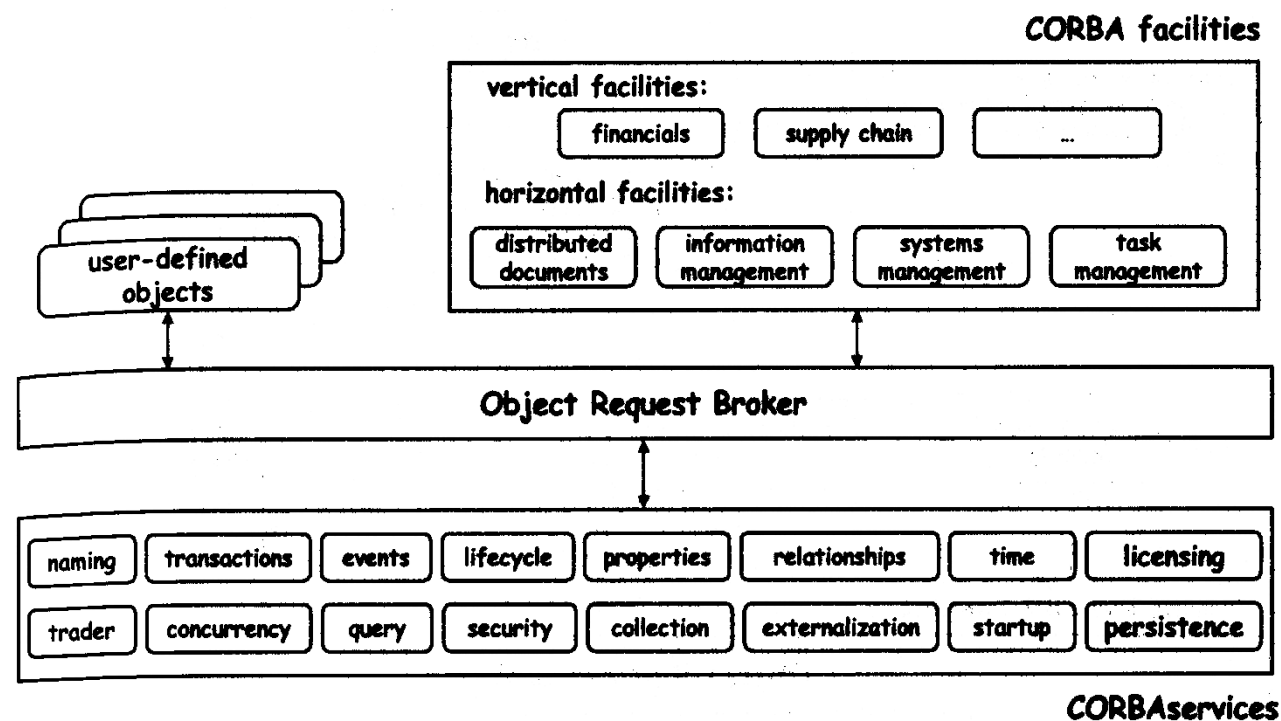 CORBA facilities
vertical facilities:
financials
supply chain
...
horizontal facilities:
distributed
documents
information
management
systems
management
task
management
user-defined
objects
Object Request Broker
naming
transactions
events
lifecycle
properties
relationships
time
licensing
trader
concurrency
query
security
collection
externalization
startup
persistence
CORBAservices